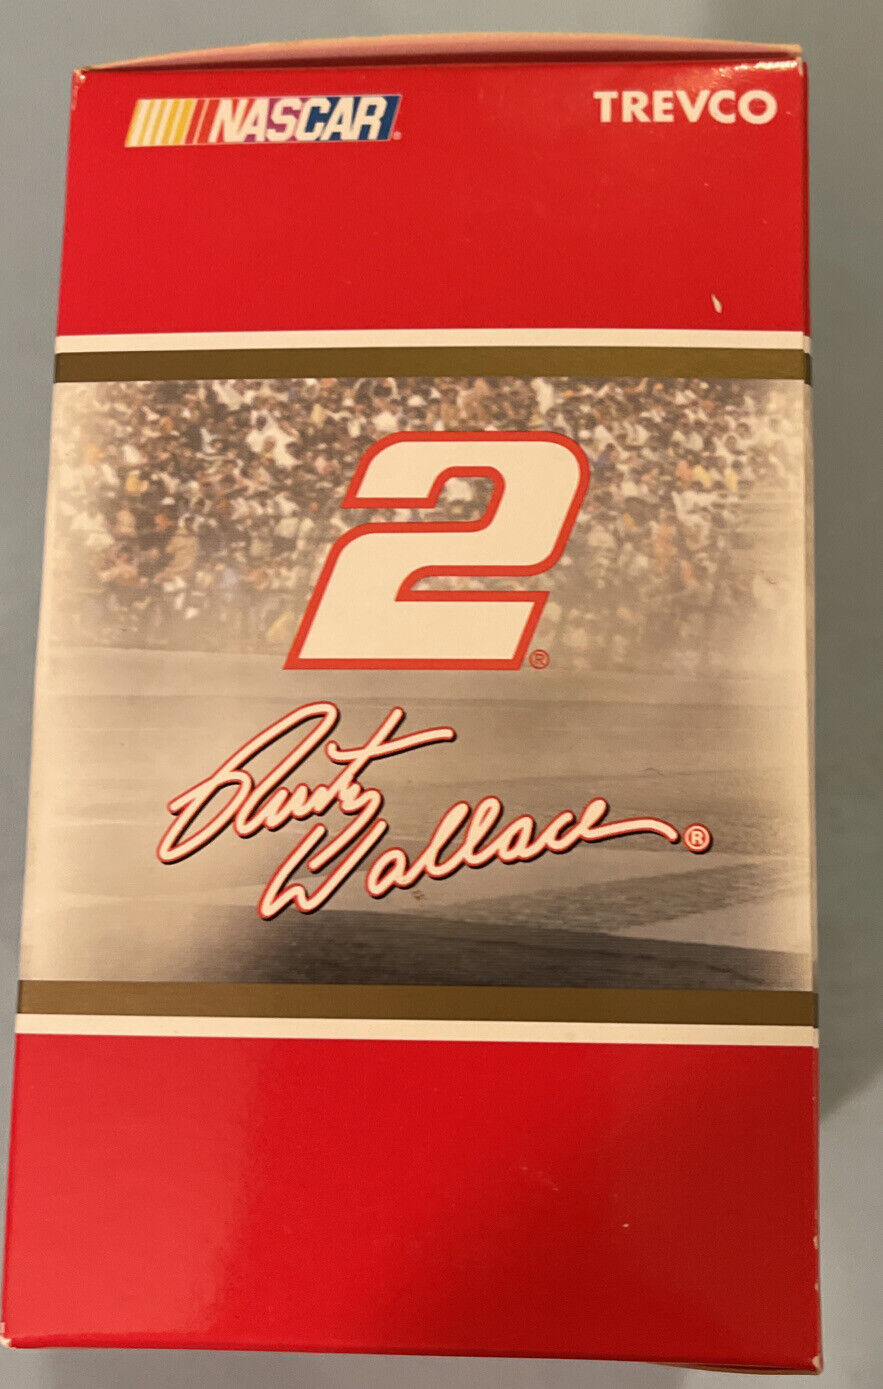 NASCAR®
TREVCO
2®
Rusty
Wallace®